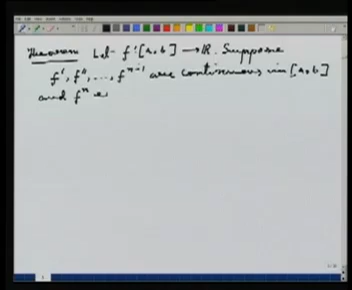 Theorem Let f : [a, b] → ℝ. Suppose
f', f'', ..., f^{n-1} are continuous in [a, b]
and f^n e